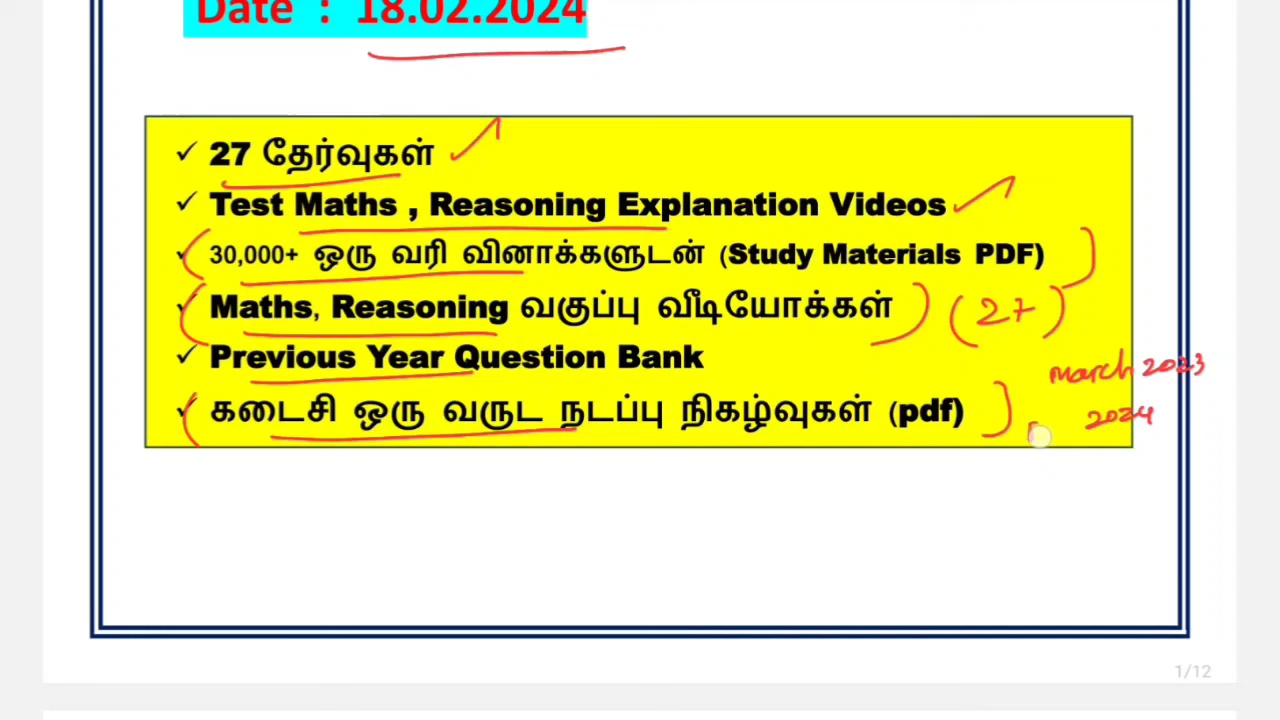 Date : 18.02.2024
✓ 27 தேர்வுகள்
✓ Test Maths , Reasoning Explanation Videos
✓ 30,000+ ஒரு வரி வினாக்களுடன் (Study Materials PDF)
✓ Maths, Reasoning வகுப்பு வீடியோக்கள் (27)
✓ Previous Year Question Bank
March 2023
✓ கடைசி ஒரு வருட நடப்பு நிகழ்வுகள் (pdf)
2024
1/12